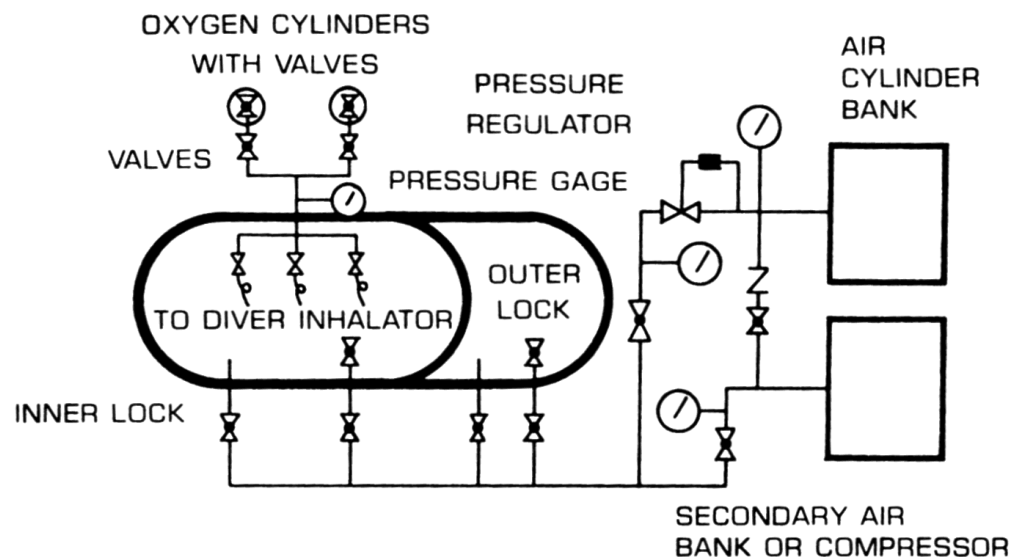 OXYGEN CYLINDERS
WITH VALVES
AIR
CYLINDER
BANK
PRESSURE
REGULATOR
VALVES
PRESSURE GAGE
OUTER
LOCK
TO DIVER INHALATOR
INNER LOCK
SECONDARY AIR
BANK OR COMPRESSOR